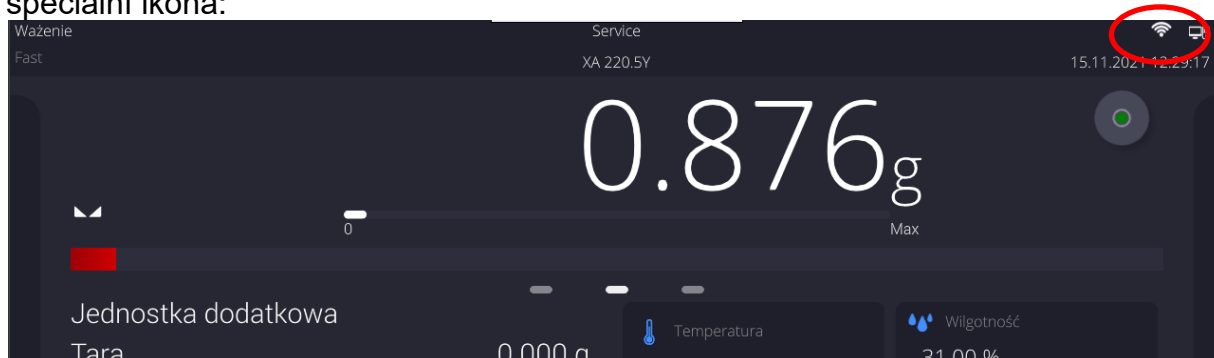 speciální ikona:
Ważenie Service
Fast XA 220.5Y 15.11.2021 12:29:17
0.876g
0 Max
Jednostka dodatkowa
Temperatura Wilgotność
Tara 0.000 g 31.00 %